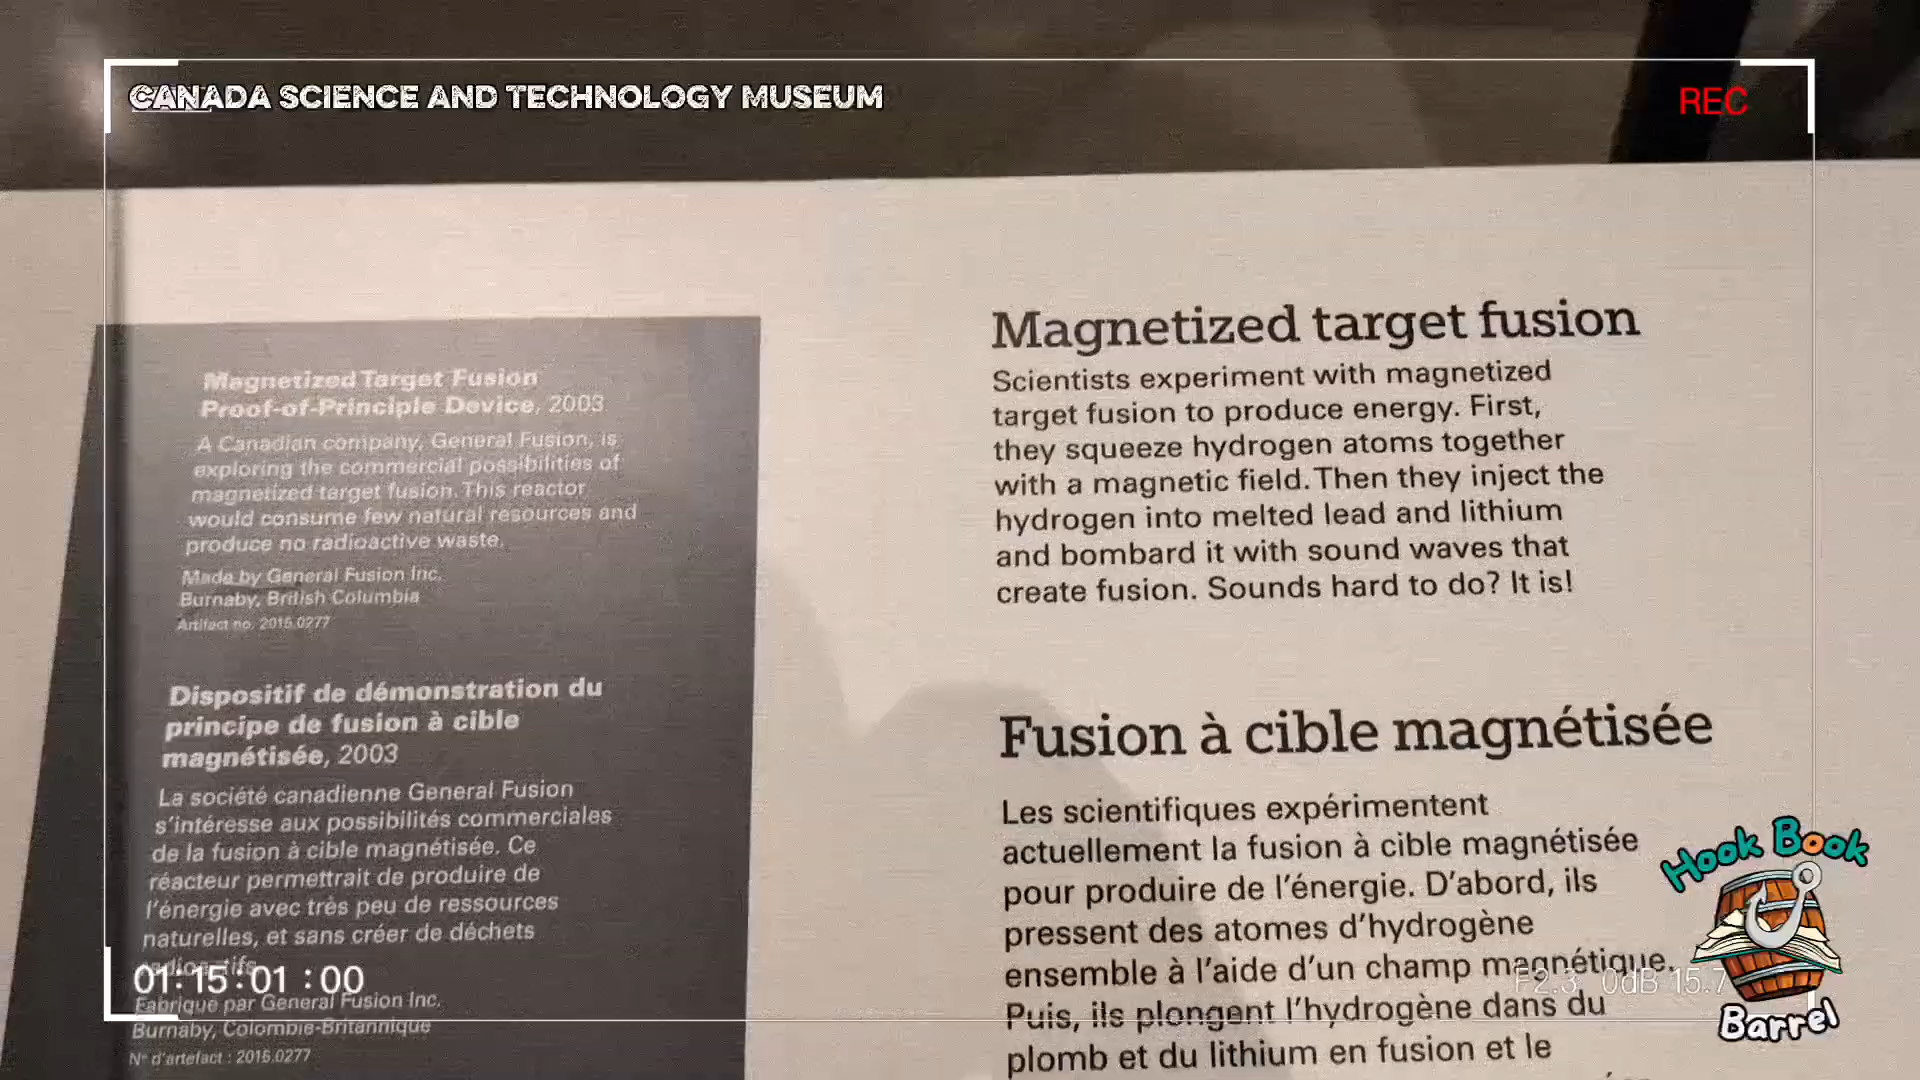 CANADA SCIENCE AND TECHNOLOGY MUSEUM
REC
Magnetized Target Fusion
Proof-of-Principle Device, 2003
A Canadian company, General Fusion, is
exploring the commercial possibilities of
magnetized target fusion. This reactor
would consume few natural resources and
produce no radioactive waste.
Made by General Fusion Inc.
Burnaby, British Columbia
Artifact no. 2015.0277
Dispositif de démonstration du
principe de fusion à cible
magnétisée, 2003
La société canadienne General Fusion
s'intéresse aux possibilités commerciales
de la fusion à cible magnétisée. Ce
réacteur permettrait de produire de
l'énergie avec très peu de ressources
naturelles, et sans créer de déchets
radioactifs.
Fabriqué par General Fusion Inc.
Burnaby, Colombie-Britannique
N° d'artefact : 2015.0277
Magnetized target fusion
Scientists experiment with magnetized
target fusion to produce energy. First,
they squeeze hydrogen atoms together
with a magnetic field. Then they inject the
hydrogen into melted lead and lithium
and bombard it with sound waves that
create fusion. Sounds hard to do? It is!
Fusion à cible magnétisée
Les scientifiques expérimentent
actuellement la fusion à cible magnétisée
pour produire de l'énergie. D'abord, ils
pressent des atomes d'hydrogène
ensemble à l'aide d'un champ magnétique.
Puis, ils plongent l'hydrogène dans du
plomb et du lithium en fusion et le
01:15:01 :00
F2.3 0dB 15.7
Hook Book
Barrel